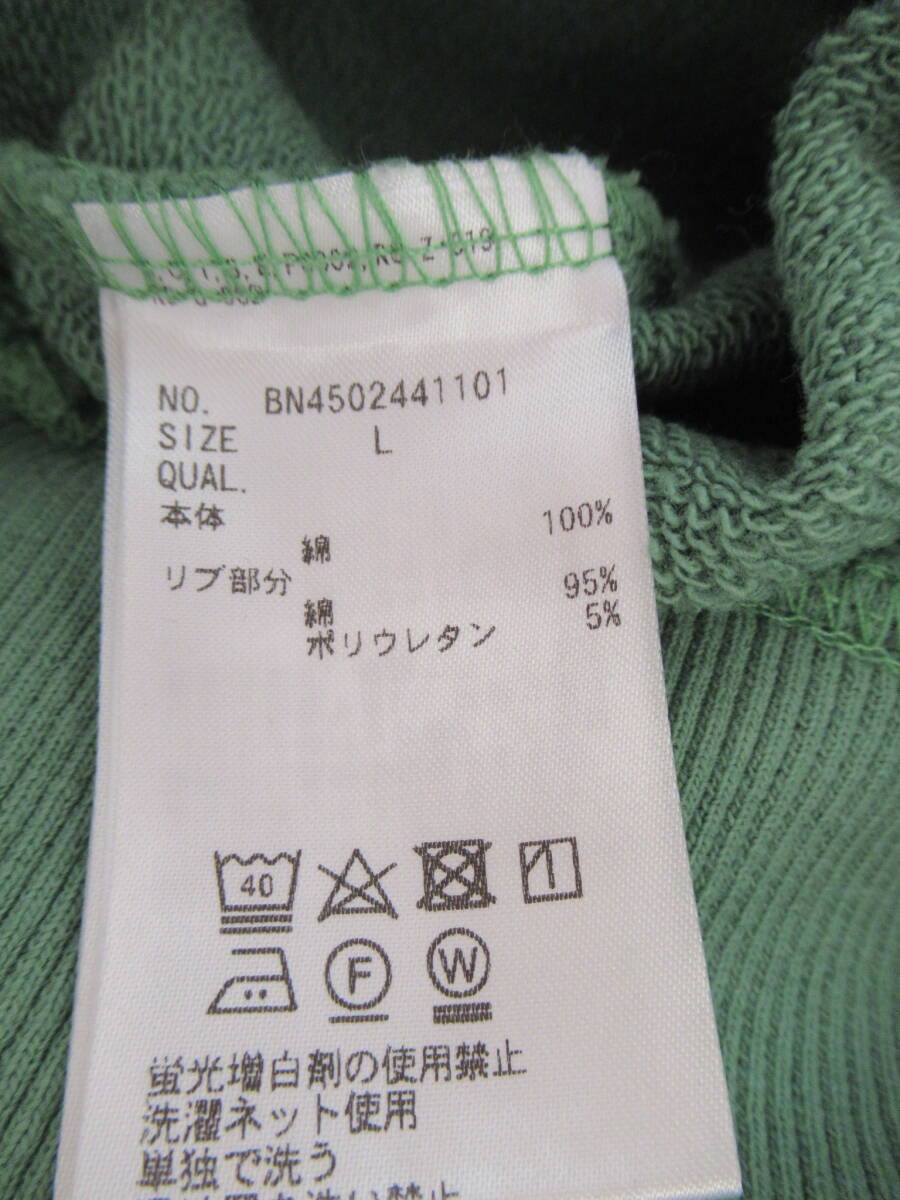 NO. BN4502441101
SIZE L
QUAL.
本体
綿 100%
リブ部分
綿 95%
ポリウレタン 5%
40
F W
蛍光増白剤の使用禁止
洗濯ネット使用
単独で洗う